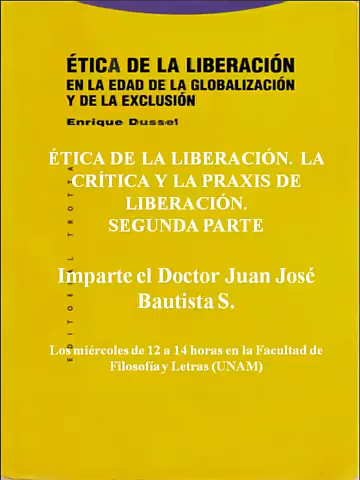 ÉTICA DE LA LIBERACIÓN
EN LA EDAD DE LA GLOBALIZACIÓN
Y DE LA EXCLUSIÓN
Enrique Dussel
ÉTICA DE LA LIBERACIÓN. LA
CRÍTICA Y LA PRAXIS DE
LIBERACIÓN.
SEGUNDA PARTE
Imparte el Doctor Juan José
Bautista S.
Los miércoles de 12 a 14 horas en la Facultad de
Filosofía y Letras (UNAM)
EDITORIAL TROTTA